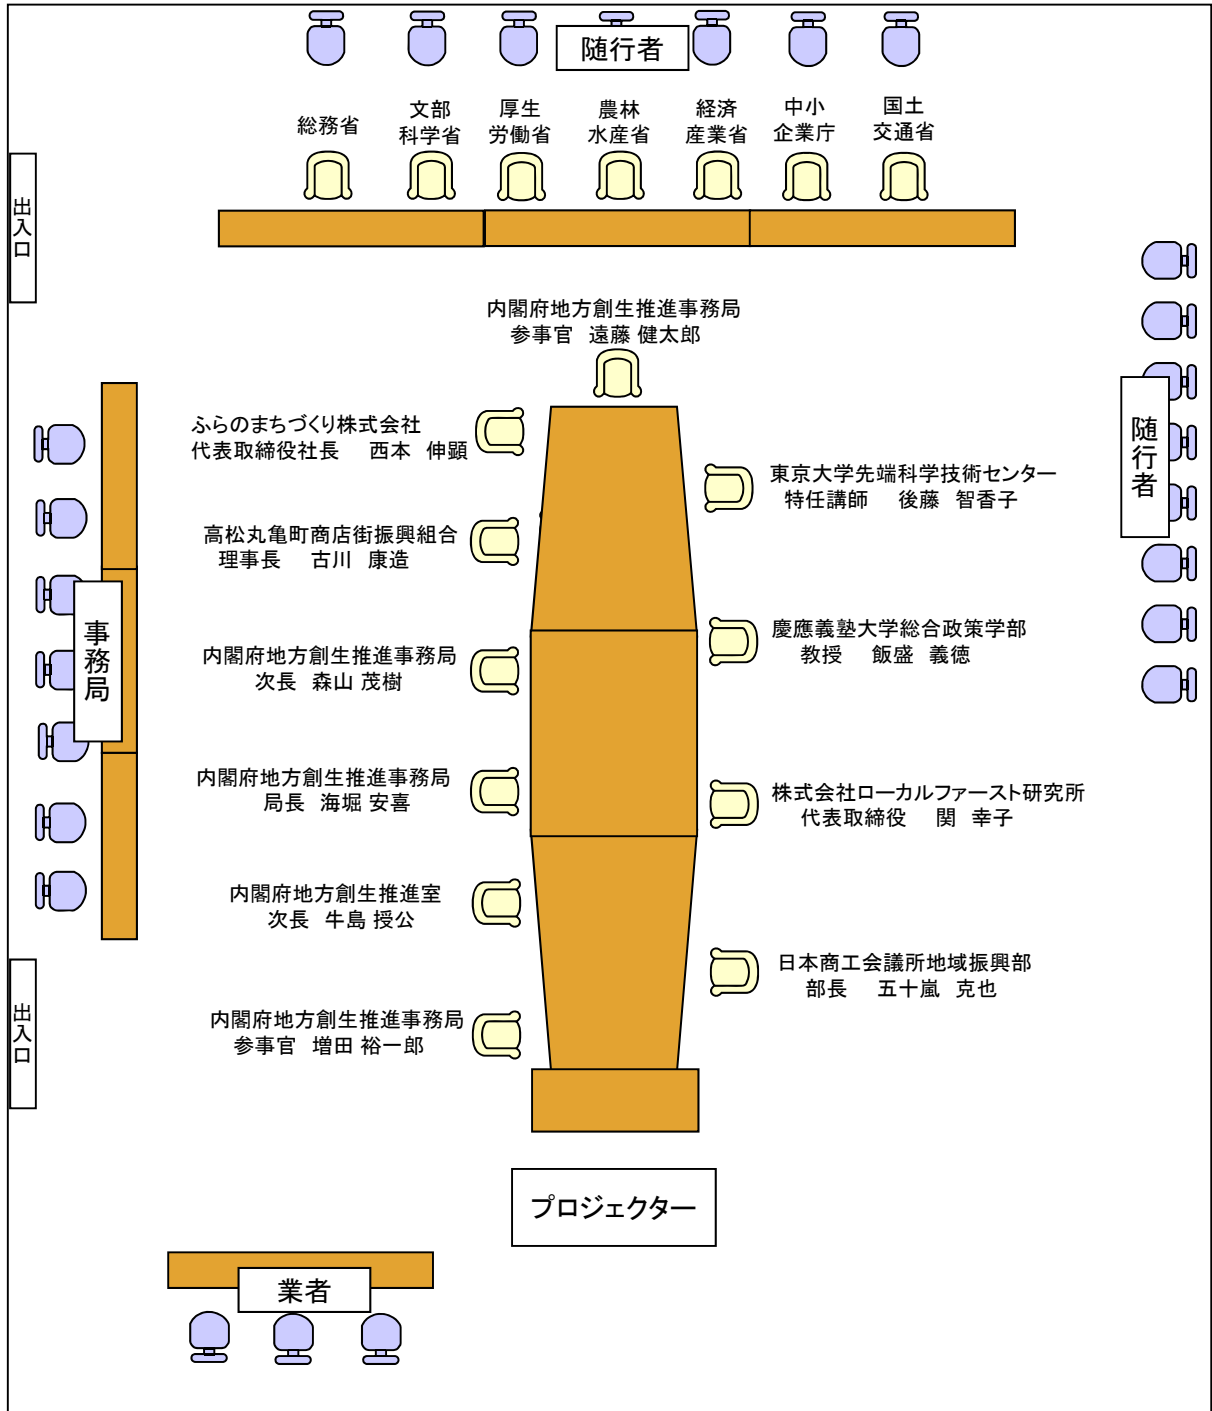 随行者
総務省
文部
科学省
厚生
労働省
農林
水産省
経済
産業省
中小
企業庁
国土
交通省
出入口
内閣府地方創生推進事務局
参事官 遠藤 健太郎
ふらのまちづくり株式会社
代表取締役社長 西本 伸顕
東京大学先端科学技術センター
特任講師 後藤 智香子
随行者
高松丸亀町商店街振興組合
理事長 古川 康造
事務局
慶應義塾大学総合政策学部
教授 飯盛 義徳
内閣府地方創生推進事務局
次長 森山 茂樹
内閣府地方創生推進事務局
局長 海堀 安喜
株式会社ローカルファースト研究所
代表取締役 関 幸子
内閣府地方創生推進室
次長 牛島 授公
日本商工会議所地域振興部
部長 五十嵐 克也
出入口
内閣府地方創生推進事務局
参事官 増田 裕一郎
プロジェクター
業者